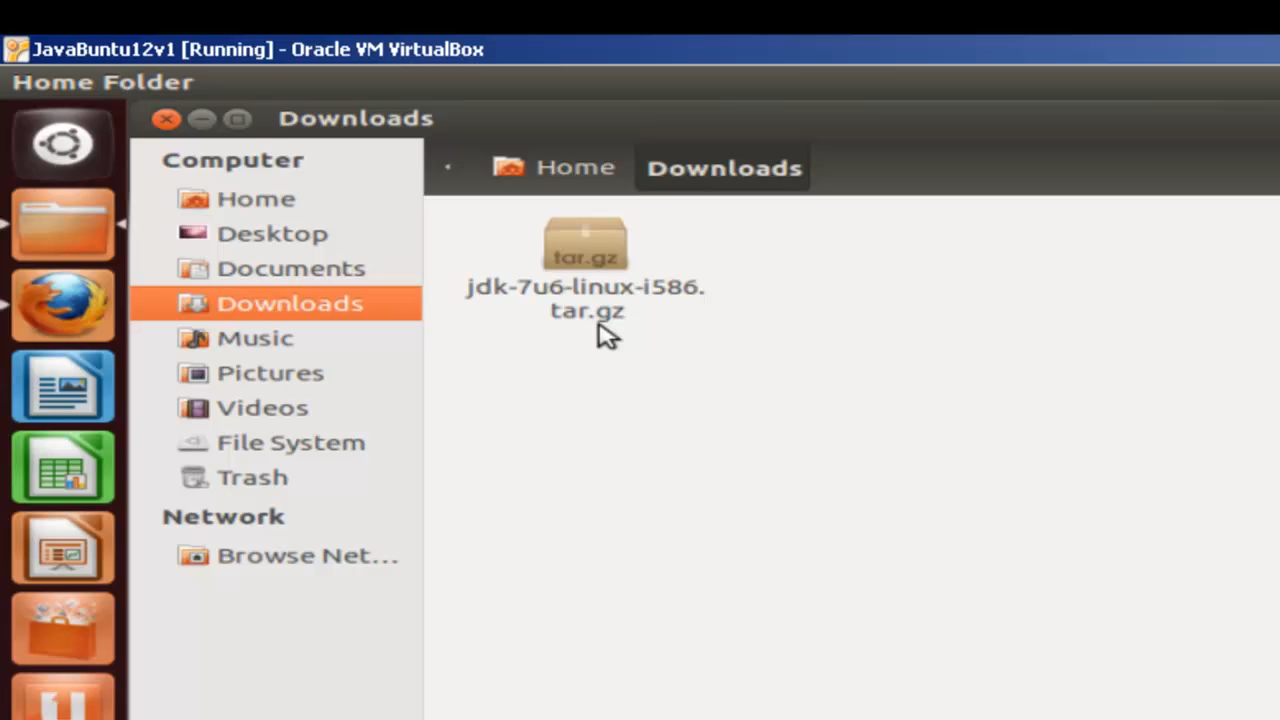 JavaBuntu12v1 [Running] - Oracle VM VirtualBox
Home Folder
Downloads
Computer
Home
Desktop
Documents
Downloads
Music
Pictures
Videos
File System
Trash
Network
Browse Net...
Home
Downloads
tar.gz
jdk-7u6-linux-i586.
tar.gz